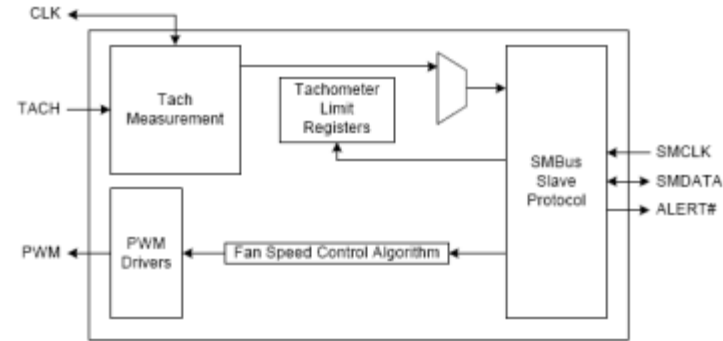 CLK
TACH
Tach
Measurement
Tachometer
Limit
Registers
SMBus
Slave
Protocol
SMCLK
SMDATA
ALERT#
PWM
PWM
Drivers
Fan Speed Control Algorithm